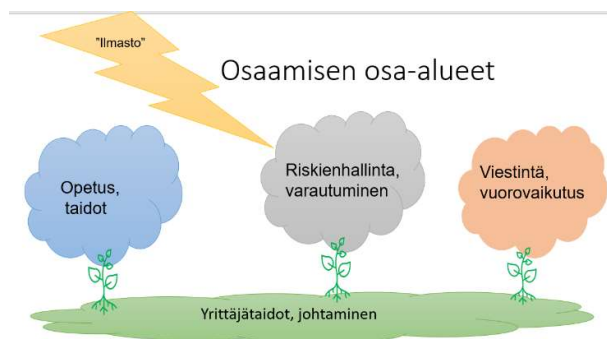 "Ilmasto"
Osaamisen osa-alueet
Opetus,
taidot
Riskienhallinta,
varautuminen
Viestintä,
vuorovaikutus
Yrittäjätaidot, johtaminen